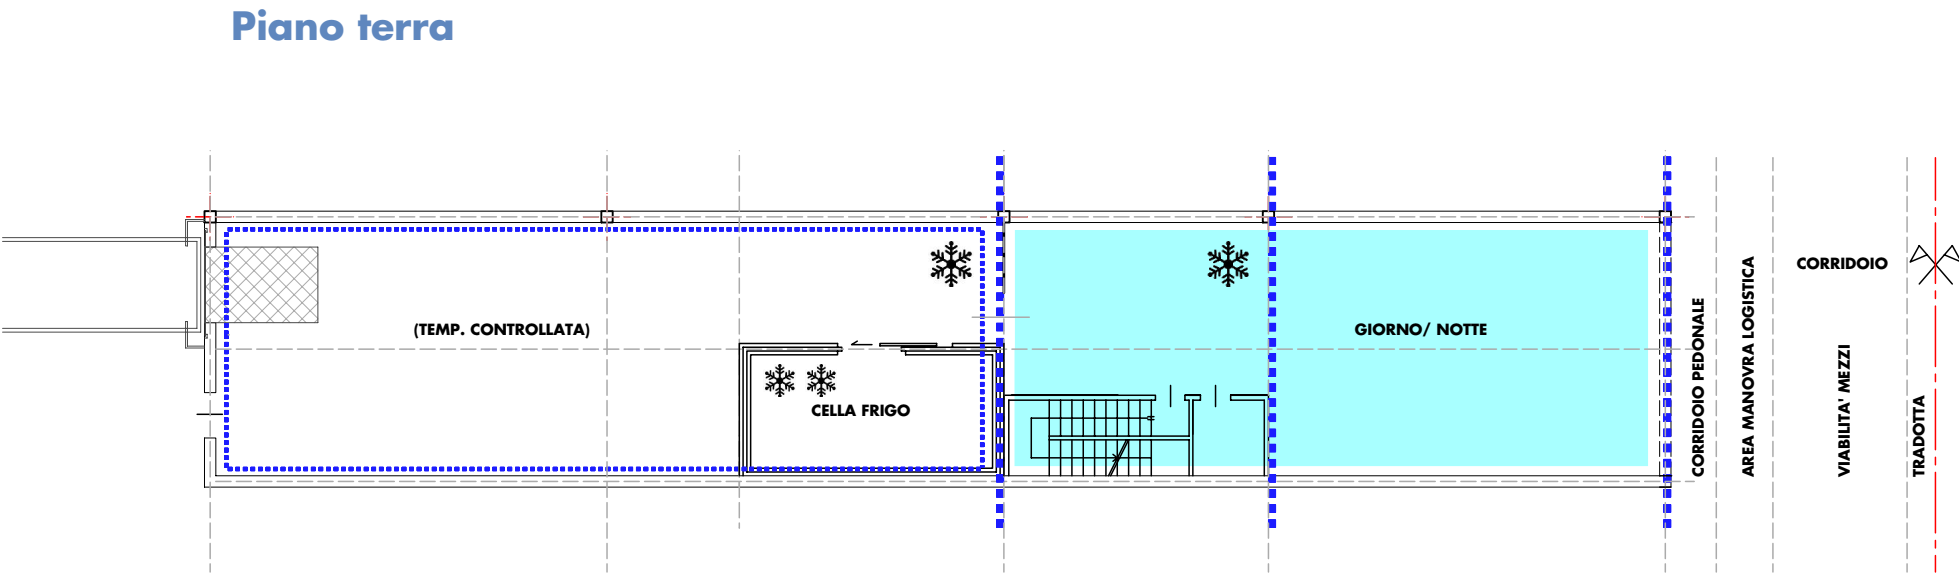 Piano terra
(TEMP. CONTROLLATA)
CELLA FRIGO
GIORNO/ NOTTE
CORRIDOIO PEDONALE
AREA MANOVRA LOGISTICA
CORRIDOIO
VIABILITA' MEZZI
TRADOTTA